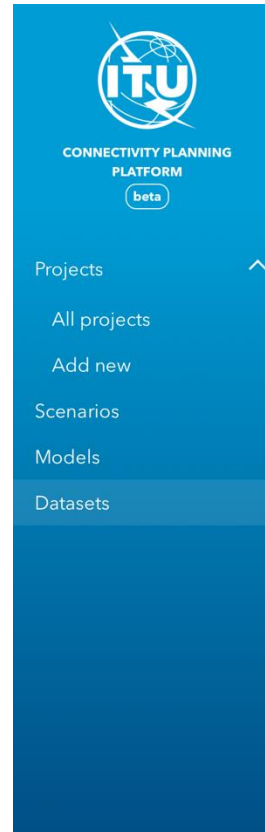 ITU
CONNECTIVITY PLANNING
PLATFORM
beta
Projects
All projects
Add new
Scenarios
Models
Datasets